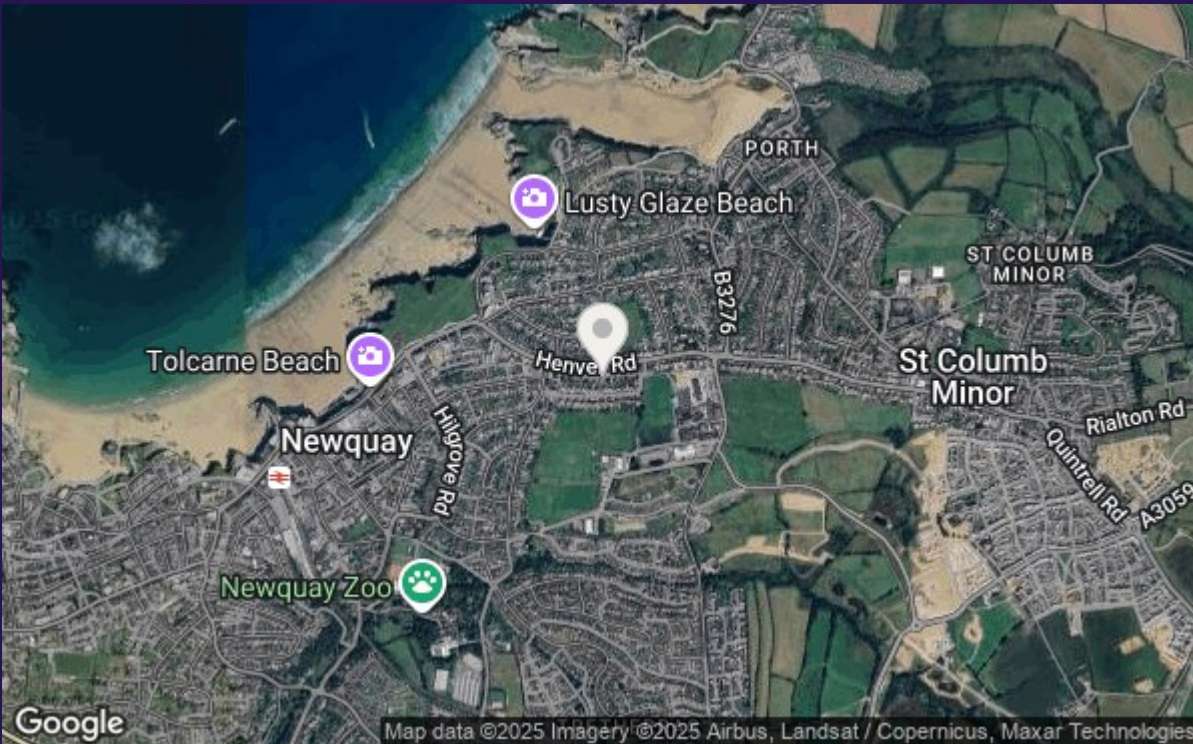 PORTH
Lusty Glaze Beach
ST COLUMB
MINOR
B3276
Tolcarne Beach
Henver Rd
St Columb
Minor
Rialton Rd
Hilgrove Rd
Newquay
Quintrell Rd
A3059
Newquay Zoo
Google
Map data ©2025 Imagery ©2025 Airbus, Landsat / Copernicus, Maxar Technologies